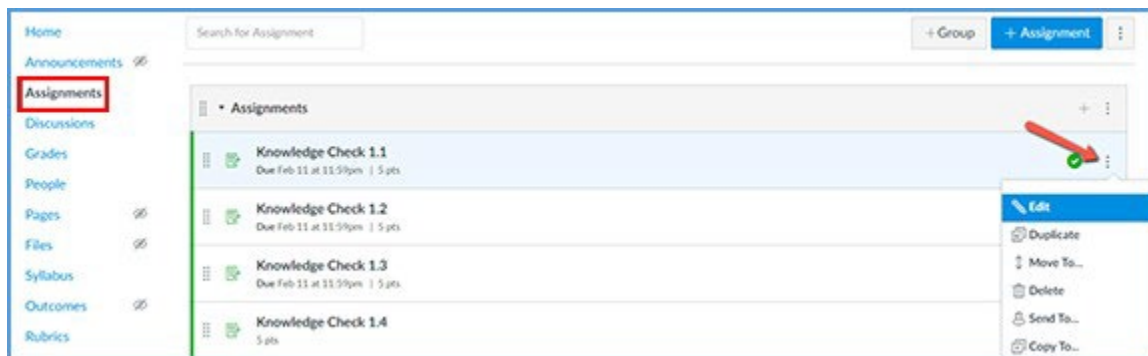 Home
Search for Assignment
+ Group
+ Assignment
Announcements
Assignments
Assignments
Discussions
Grades
Knowledge Check 1.1
Due Feb 11 at 11:59pm | 5 pts
People
Pages
Knowledge Check 1.2
Due Feb 11 at 11:59pm | 5 pts
Edit
Duplicate
Files
Syllabus
Knowledge Check 1.3
Due Feb 11 at 11:59pm | 5 pts
Move To...
Delete
Outcomes
Rubrics
Knowledge Check 1.4
5 pts
Send To...
Copy To...